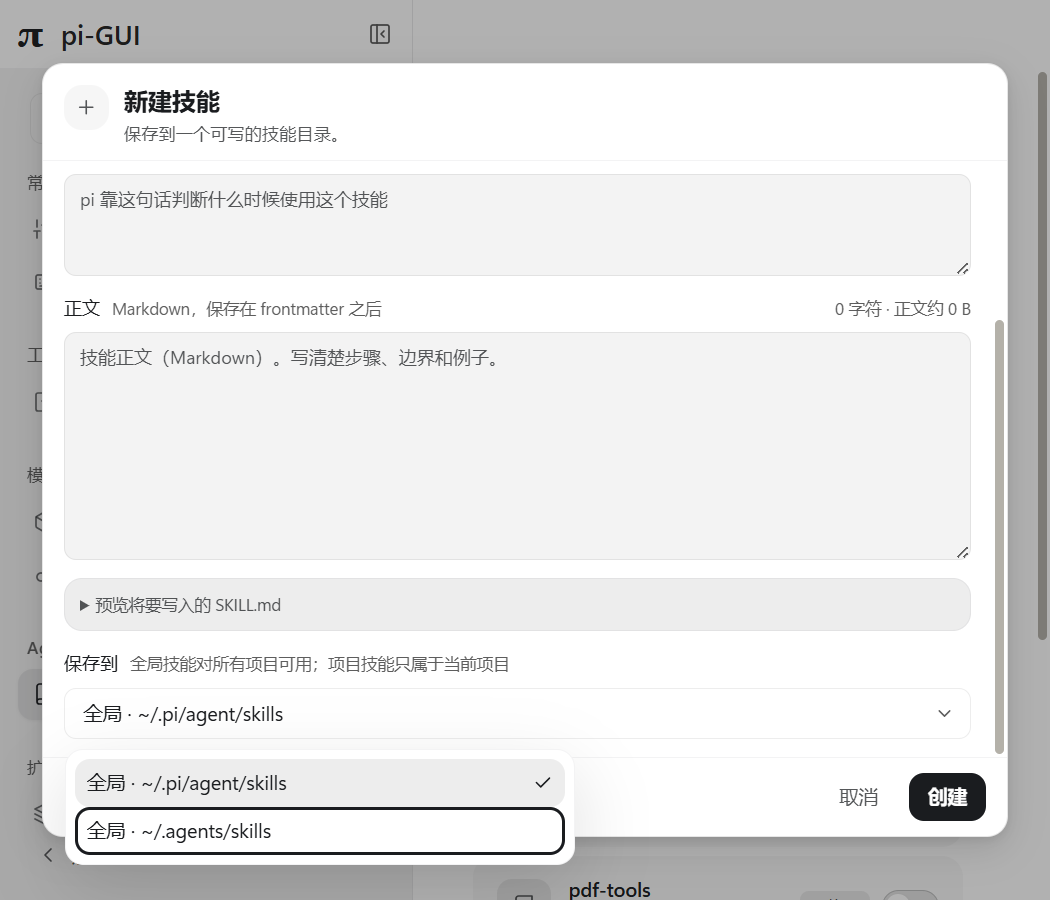 π pi-GUI
新建技能
保存到一个可写的技能目录。
常
pi 靠这句话判断什么时候使用这个技能
正文 Markdown，保存在 frontmatter 之后 0 字符 · 正文约 0 B
工
技能正文（Markdown）。写清楚步骤、边界和例子。
模
▶ 预览将要写入的 SKILL.md
保存到 全局技能对所有项目可用；项目技能只属于当前项目
全局 · ~/.pi/agent/skills
扩
全局 · ~/.pi/agent/skills
取消 创建
全局 · ~/.agents/skills
pdf-tools